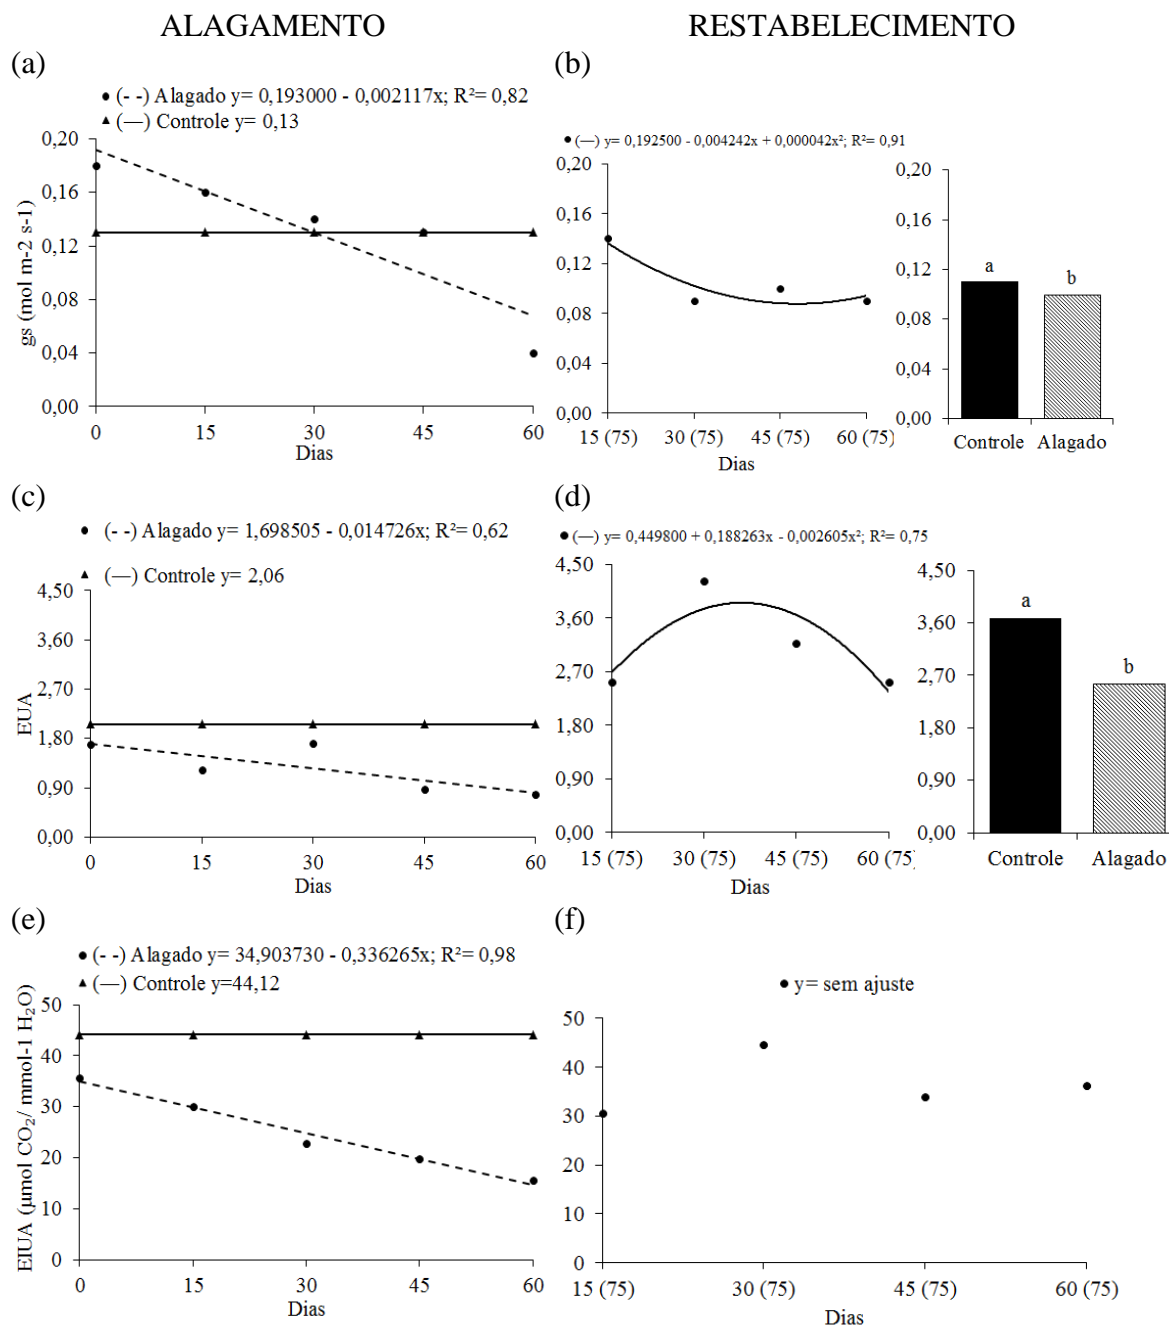 ALAGAMENTO
RESTABELECIMENTO
(a)
(- -) Alagado y= 0,193000 - 0,002117x; R²= 0,82
(—) Controle y= 0,13
gs (mol m-2 s-1)
0,20
0,16
0,12
0,08
0,04
0,00
0 15 30 45 60
Dias
(b)
(—) y= 0,192500 - 0,004242x + 0,000042x²; R²= 0,91
0,20
0,16
0,12
0,08
0,04
0,00
15 (75) 30 (75) 45 (75) 60 (75)
Dias
0,20
0,16
0,12
0,08
0,04
0,00
a
b
Controle Alagado
(c)
(- -) Alagado y= 1,698505 - 0,014726x; R²= 0,62
(—) Controle y= 2,06
EUA
4,50
3,60
2,70
1,80
0,90
0,00
0 15 30 45 60
Dias
(d)
(—) y= 0,449800 + 0,188263x - 0,002605x²; R²= 0,75
4,50
3,60
2,70
1,80
0,90
0,00
15 (75) 30 (75) 45 (75) 60 (75)
Dias
4,50
3,60
2,70
1,80
0,90
0,00
a
b
Controle Alagado
(e)
(- -) Alagado y= 34,903730 - 0,336265x; R²= 0,98
(—) Controle y=44,12
EIUA (µmol CO₂/ mmol-1 H₂O)
50
40
30
20
10
0
0 15 30 45 60
Dias
(f)
y= sem ajuste
50
40
30
20
10
0
15 (75) 30 (75) 45 (75) 60 (75)
Dias